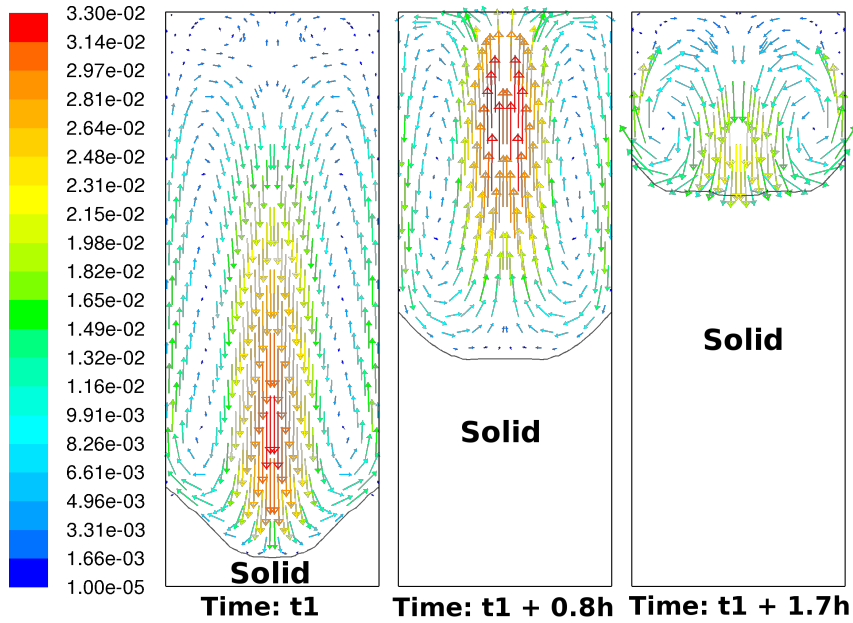 3.30e-02
3.14e-02
2.97e-02
2.81e-02
2.64e-02
2.48e-02
2.31e-02
2.15e-02
1.98e-02
1.82e-02
1.65e-02
1.49e-02
1.32e-02
1.16e-02
9.91e-03
8.26e-03
6.61e-03
4.96e-03
3.31e-03
1.66e-03
1.00e-05
Solid
Time: t1
Solid
Time: t1 + 0.8h
Solid
Time: t1 + 1.7h